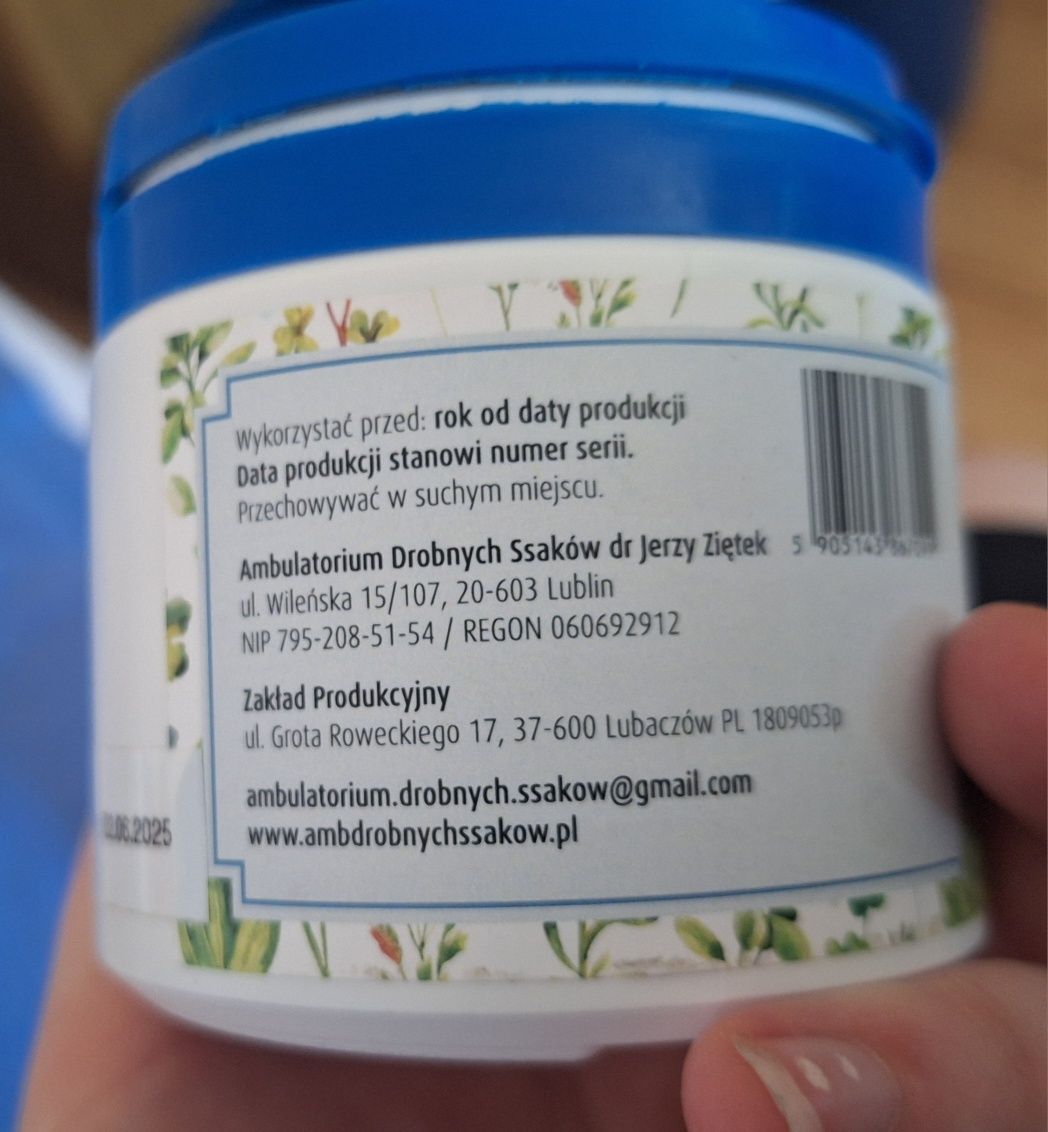 Wykorzystać przed: rok od daty produkcji
Data produkcji stanowi numer serii.
Przechowywać w suchym miejscu.
Ambulatorium Drobnych Ssaków dr Jerzy Ziętek
ul. Wileńska 15/107, 20-603 Lublin
NIP 795-208-51-54 / REGON 060692912
Zakład Produkcyjny
ul. Grota Roweckiego 17, 37-600 Lubaczów PL 1809053p
ambulatorium.drobnych.ssakow@gmail.com
www.ambdrobnychssakow.pl